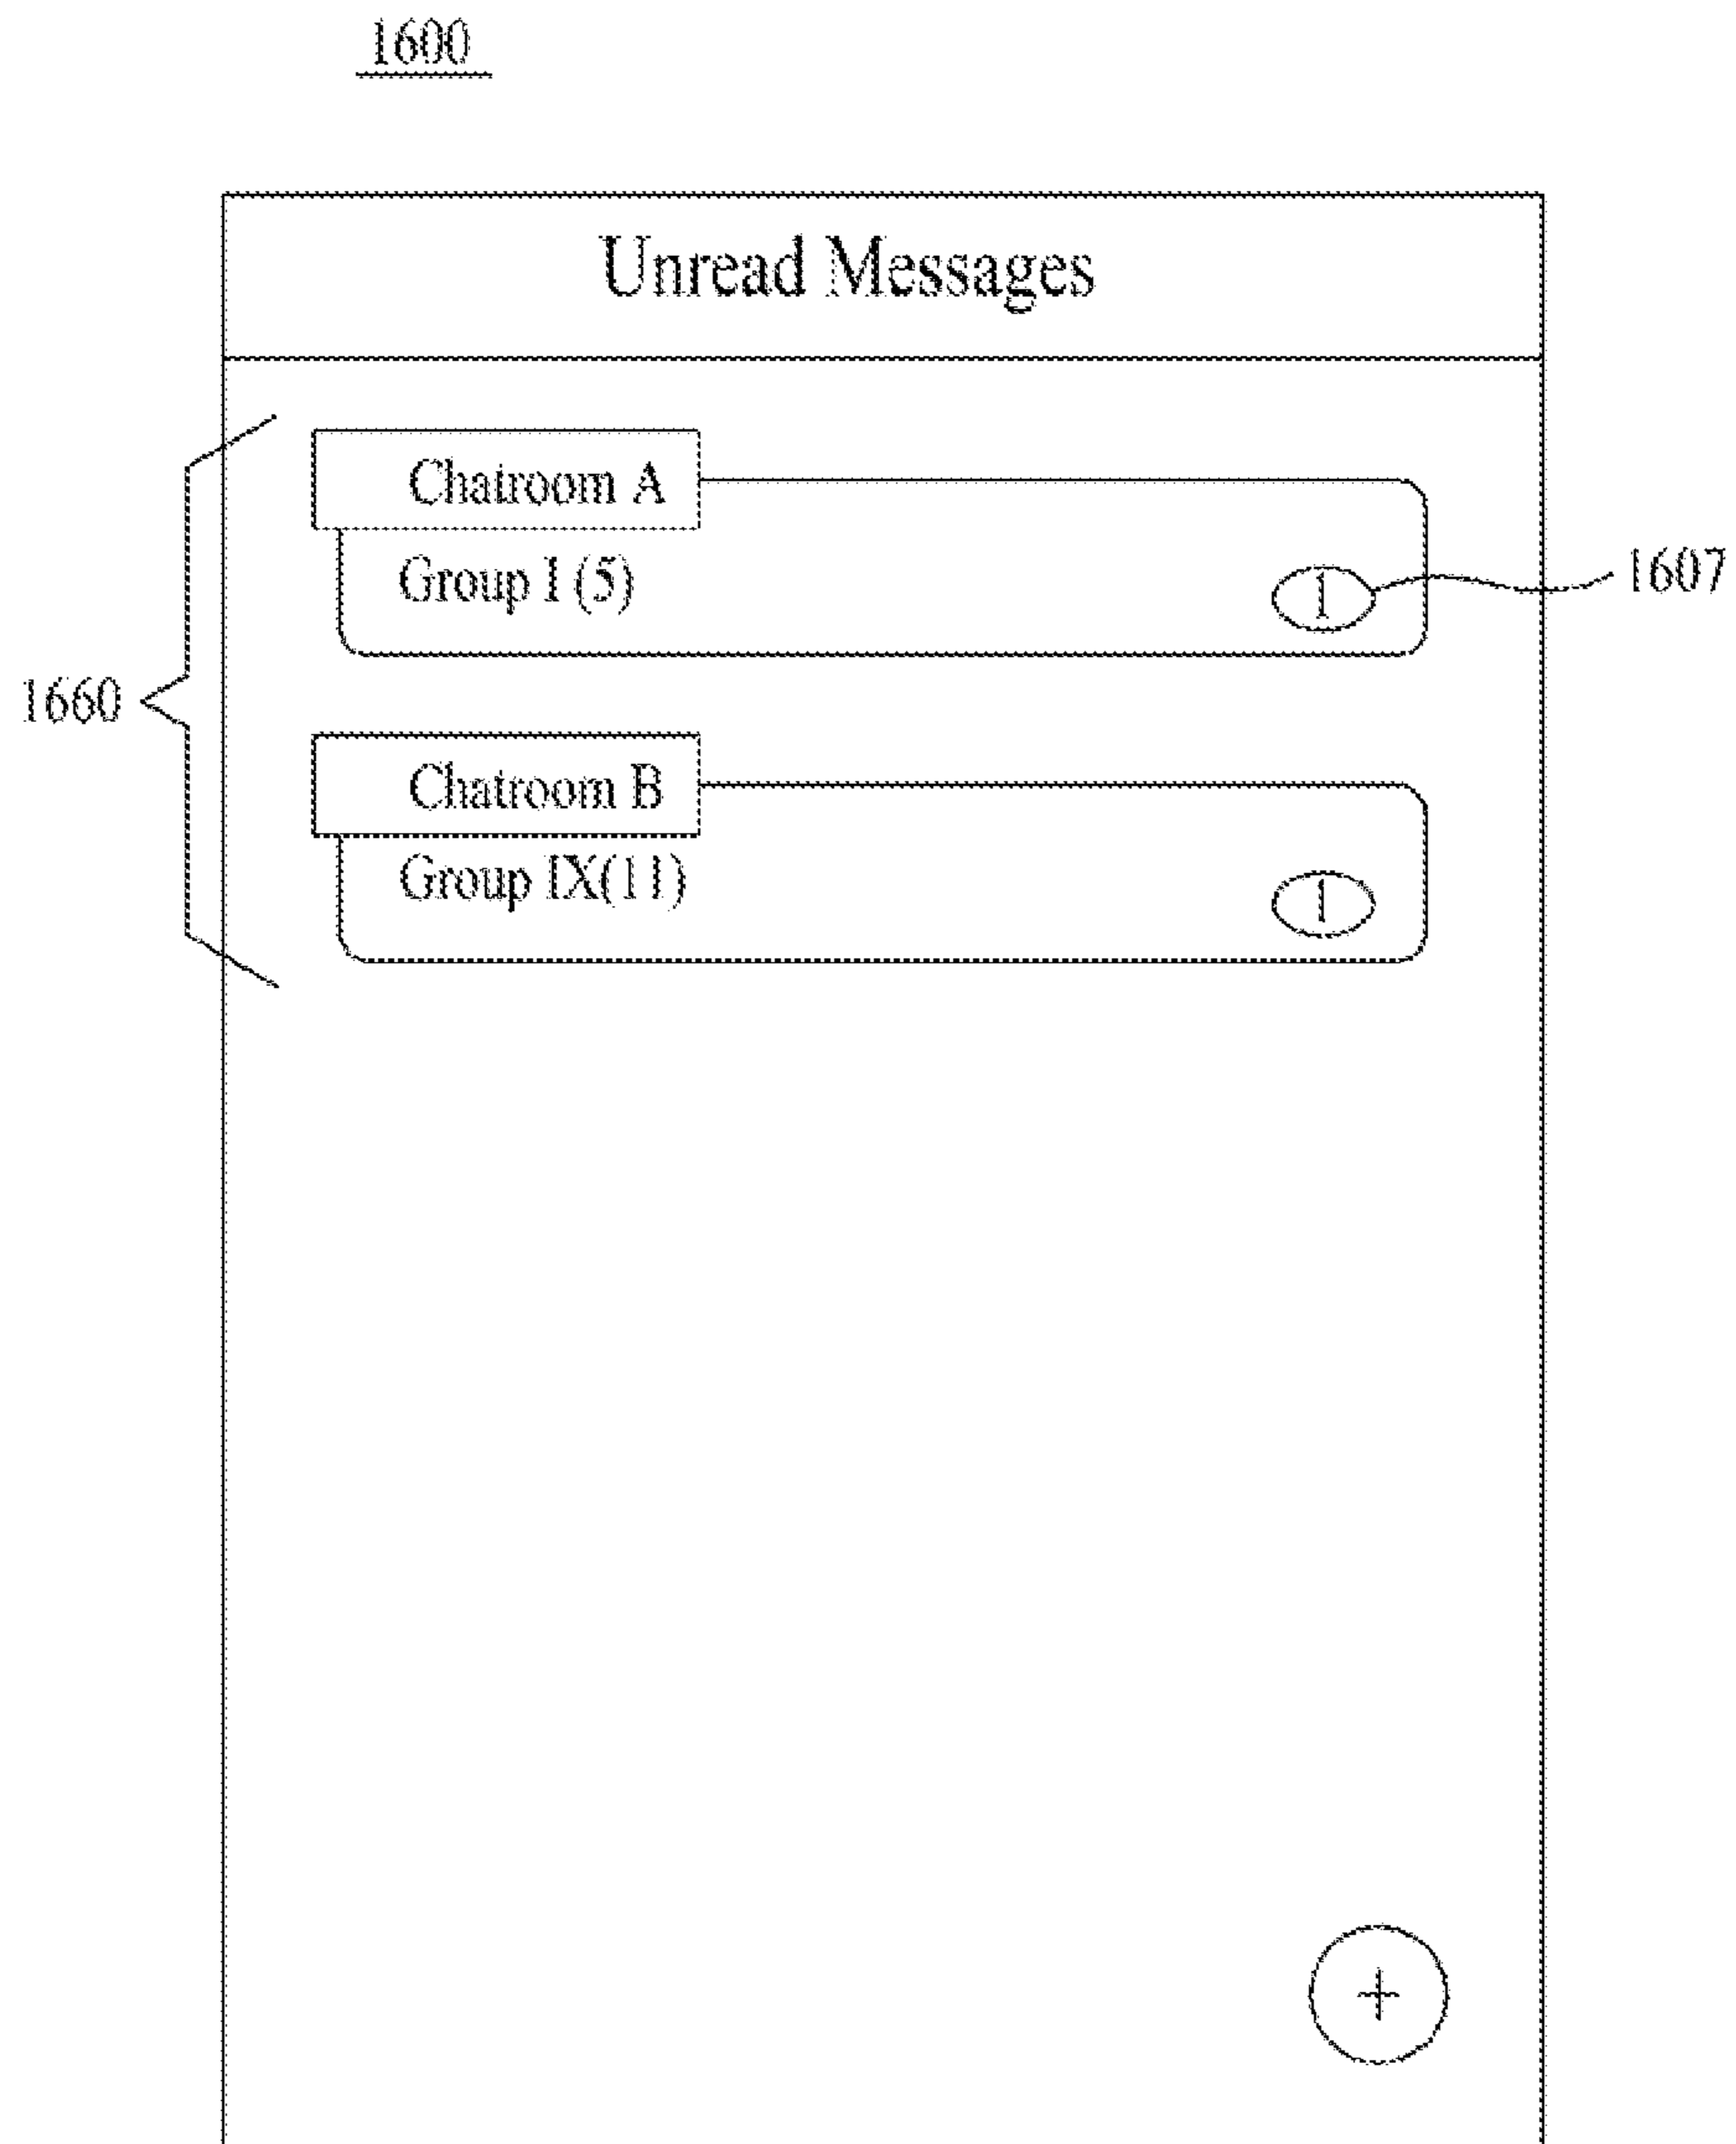 1600
Unread Messages
Chatroom A
Group I (5)
1
1607
1660
Chatroom B
Group IX(11)
1
+